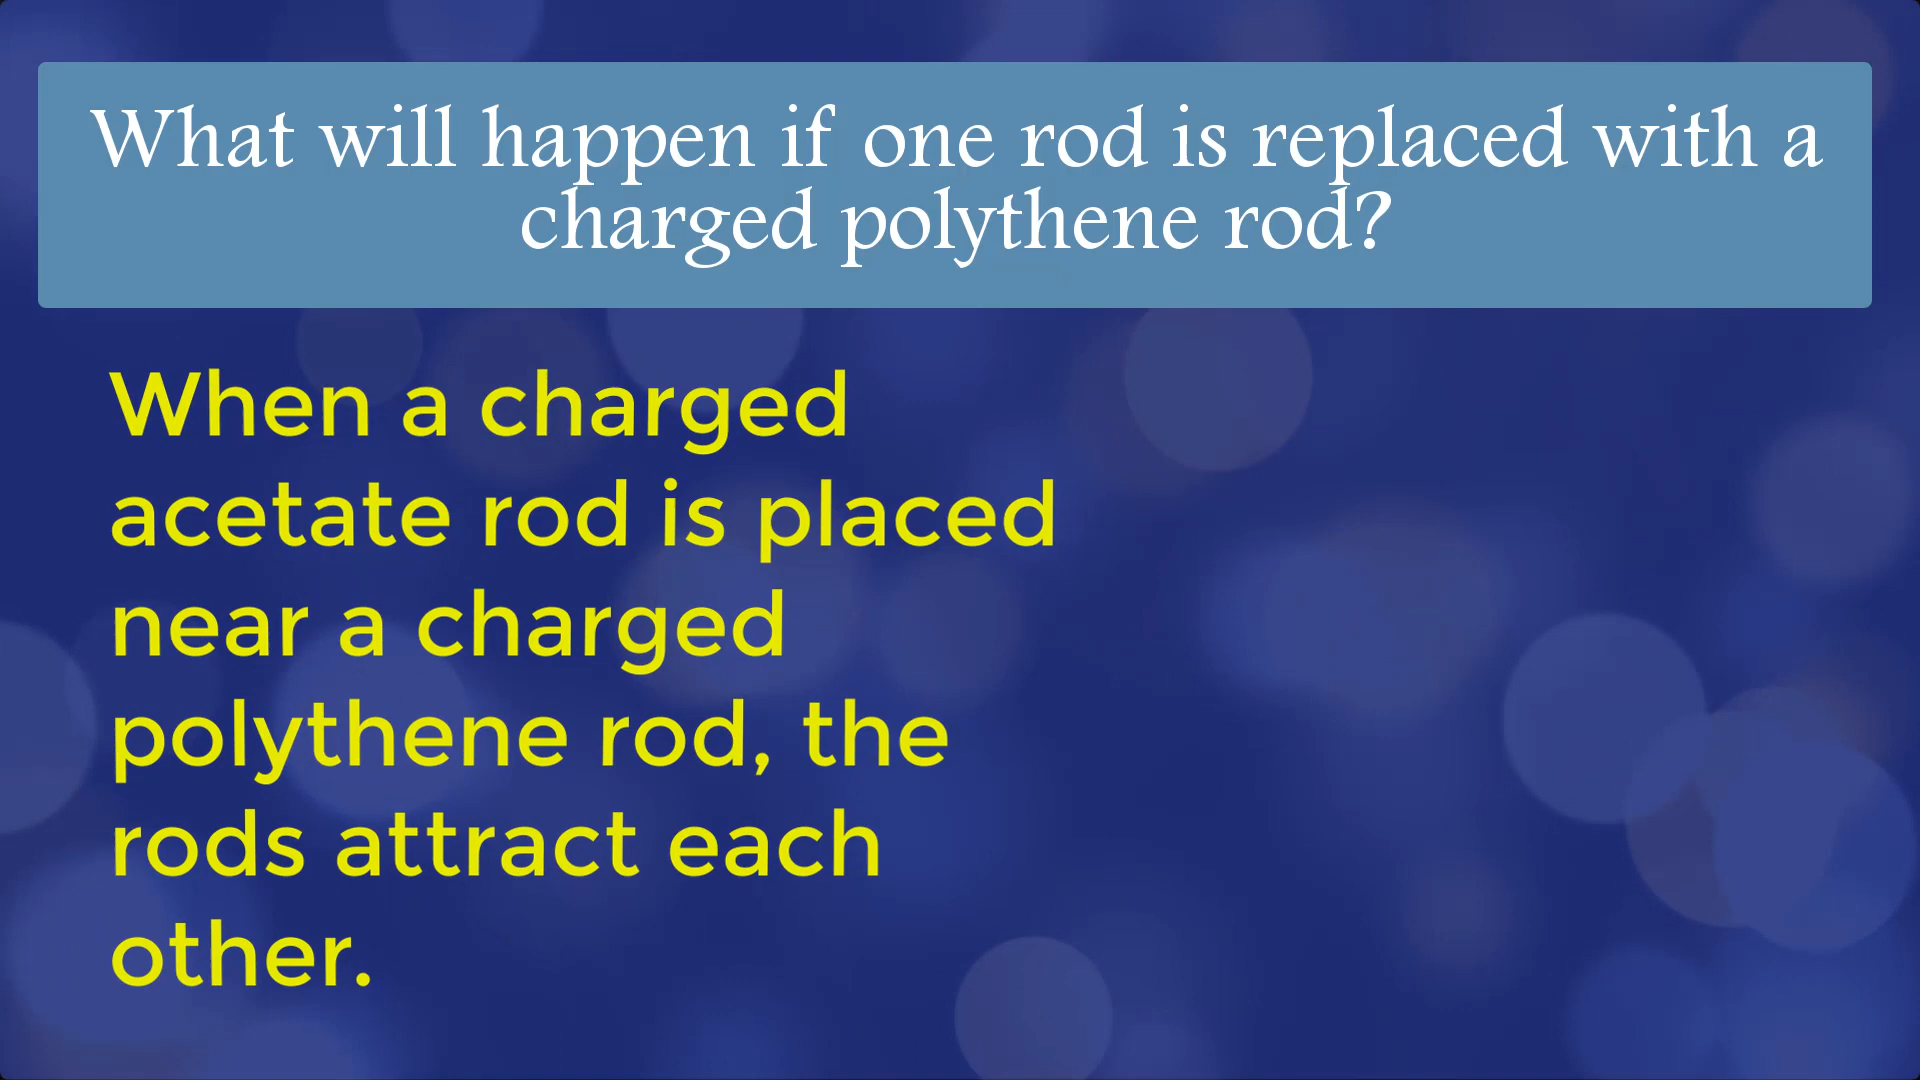 What will happen if one rod is replaced with a
charged polythene rod?
When a charged
acetate rod is placed
near a charged
polythene rod, the
rods attract each
other.